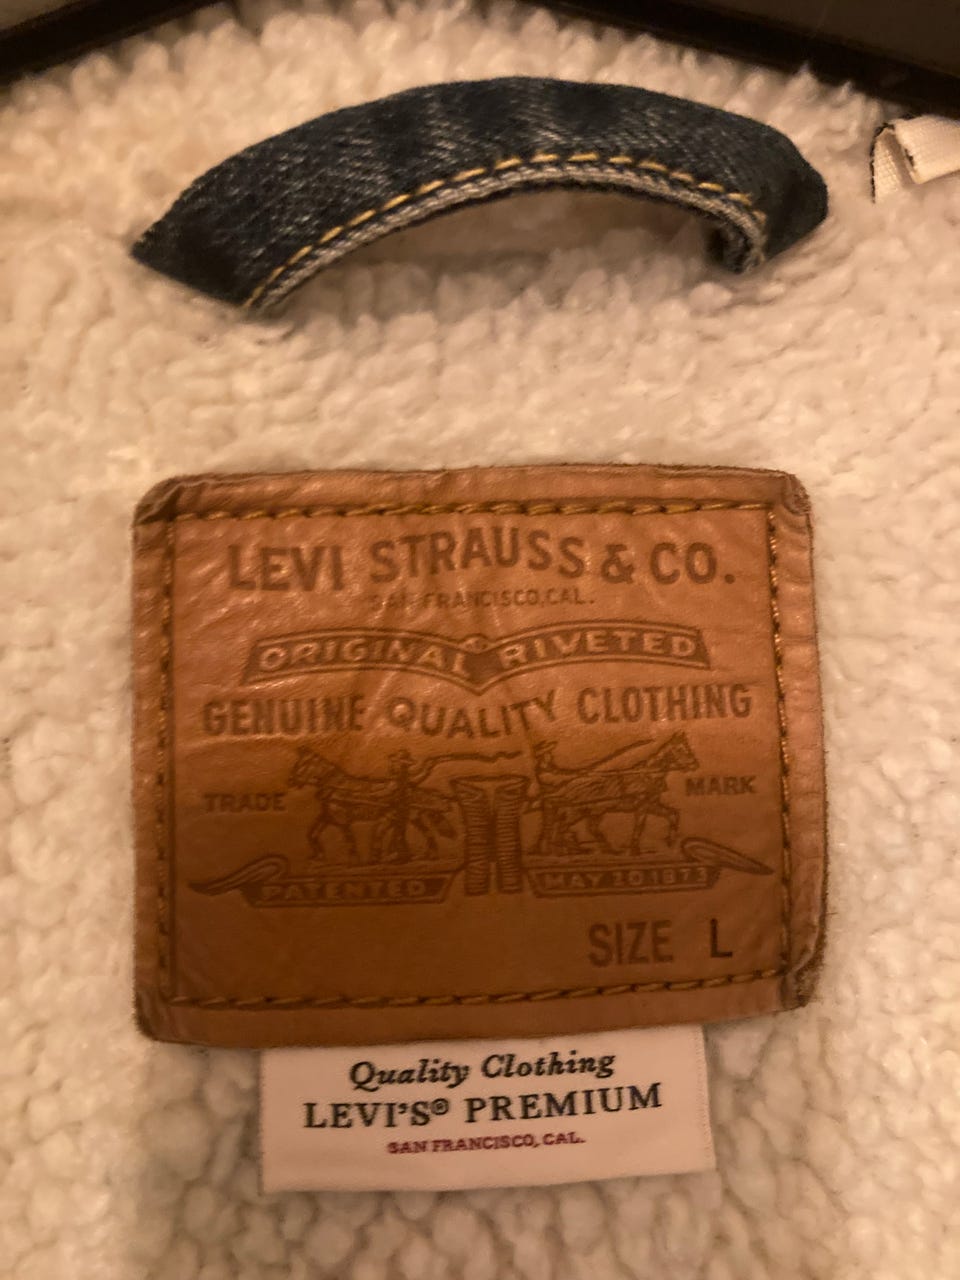 LEVI STRAUSS & CO.
SAN FRANCISCO, CAL.
ORIGINAL RIVETED
GENUINE QUALITY CLOTHING
TRADE MARK
PATENTED MAY 20 1873
SIZE L
Quality Clothing
LEVI'S® PREMIUM
SAN FRANCISCO, CAL.